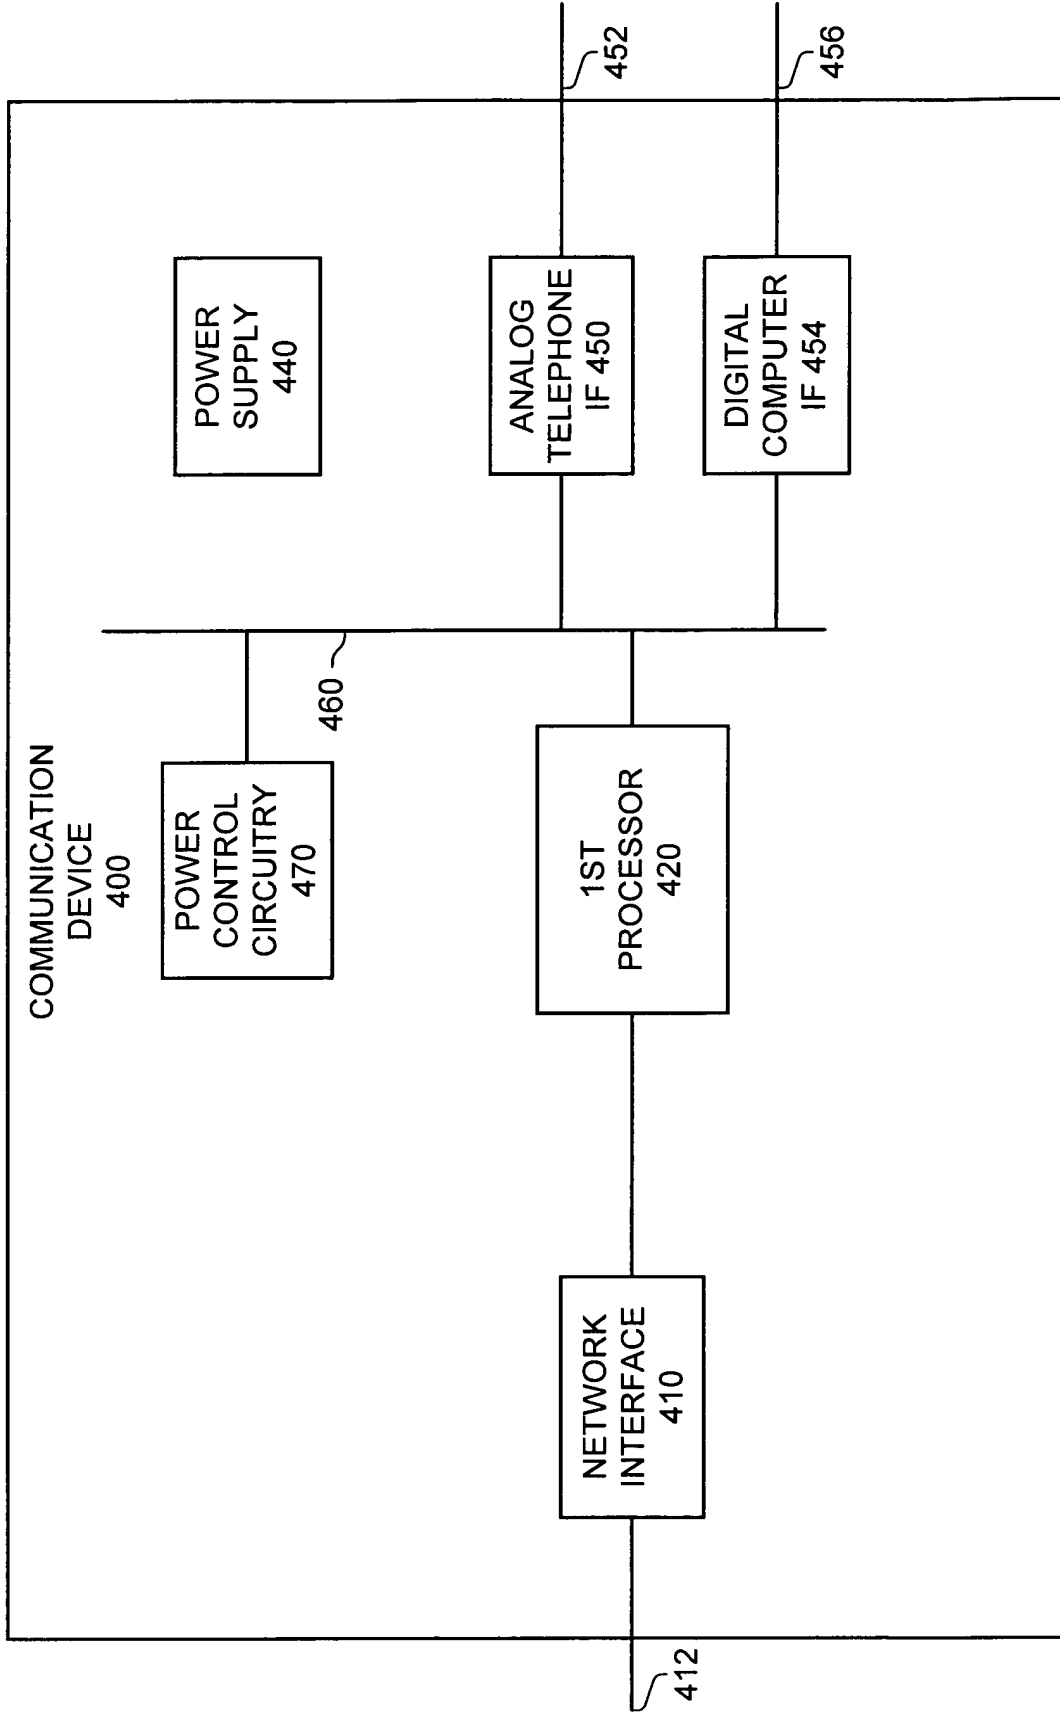 COMMUNICATION
DEVICE
400
POWER
CONTROL
CIRCUITRY
470
POWER
SUPPLY
440
460
412
NETWORK
INTERFACE
410
1ST
PROCESSOR
420
ANALOG
TELEPHONE
IF 450
452
DIGITAL
COMPUTER
IF 454
456